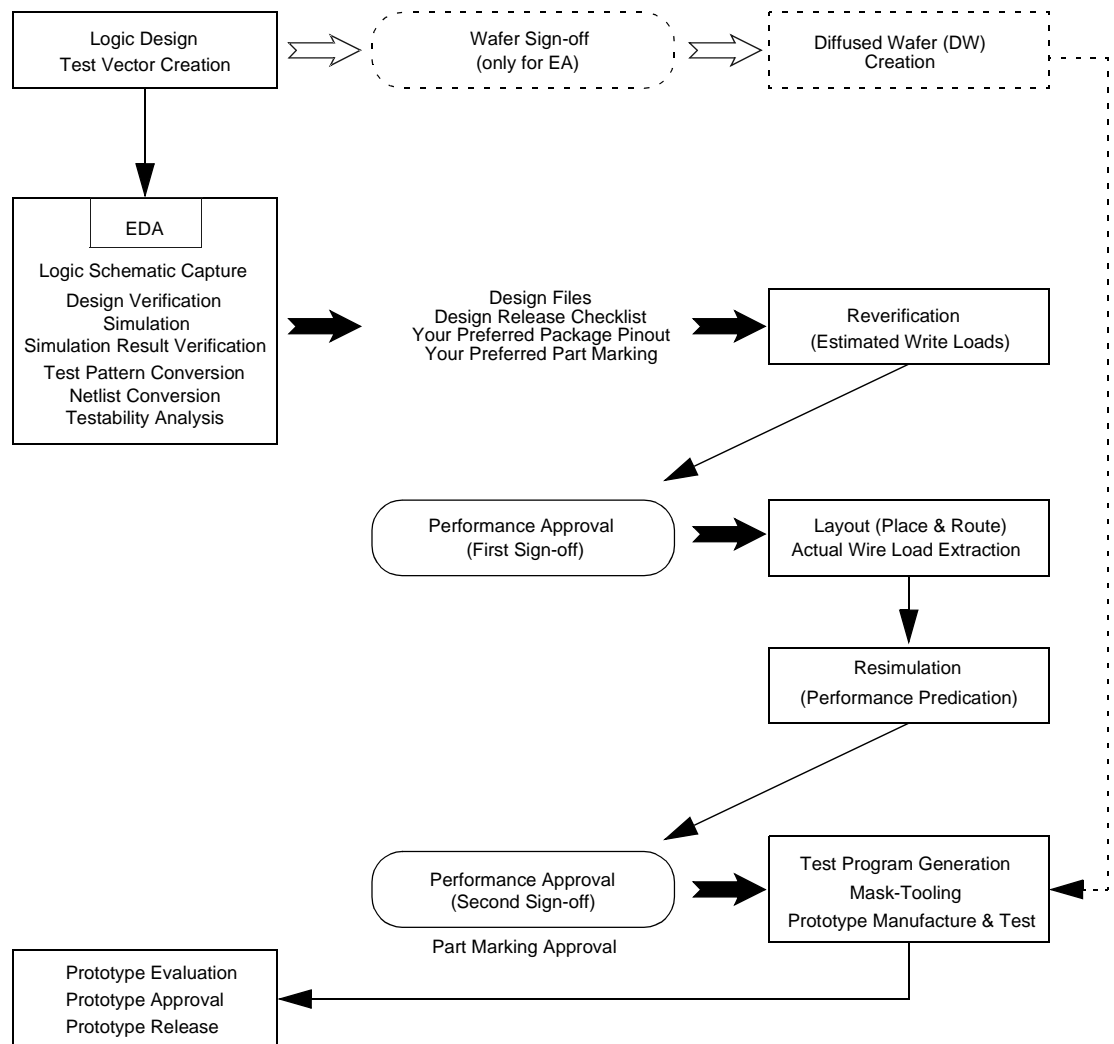 Logic Design
Test Vector Creation
Wafer Sign-off
(only for EA)
Diffused Wafer (DW)
Creation
EDA
Logic Schematic Capture
Design Verification
Simulation
Simulation Result Verification
Test Pattern Conversion
Netlist Conversion
Testability Analysis
Design Files
Design Release Checklist
Your Preferred Package Pinout
Your Preferred Part Marking
Reverification
(Estimated Write Loads)
Performance Approval
(First Sign-off)
Layout (Place & Route)
Actual Wire Load Extraction
Resimulation
(Performance Predication)
Performance Approval
(Second Sign-off)
Part Marking Approval
Test Program Generation
Mask-Tooling
Prototype Manufacture & Test
Prototype Evaluation
Prototype Approval
Prototype Release